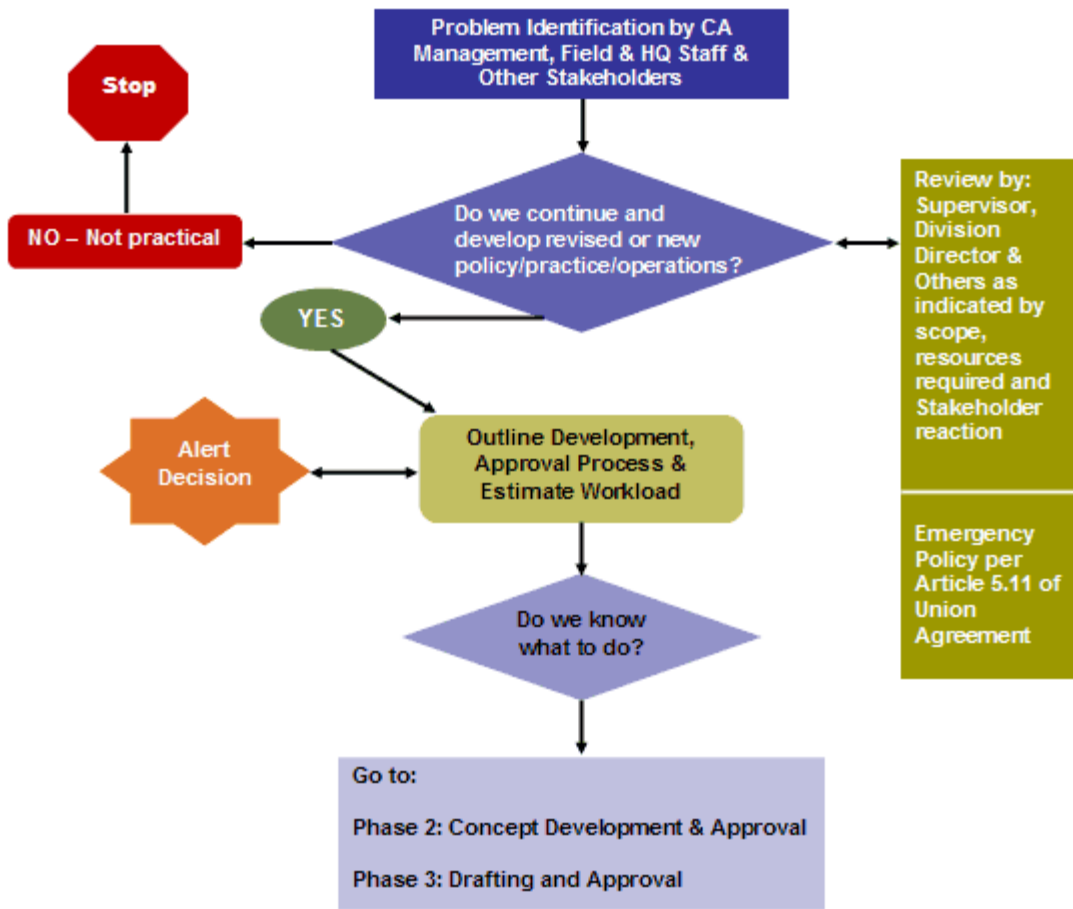 Problem Identification by CA
Management, Field & HQ Staff &
Other Stakeholders
Stop
Do we continue and
develop revised or new
policy/practice/operations?
NO – Not practical
Review by:
Supervisor,
Division
Director &
Others as
indicated by
scope,
resources
required and
Stakeholder
reaction
YES
Outline Development,
Approval Process &
Estimate Workload
Alert
Decision
Emergency
Policy per
Article 5.11 of
Union
Agreement
Do we know
what to do?
Go to:
Phase 2: Concept Development & Approval
Phase 3: Drafting and Approval